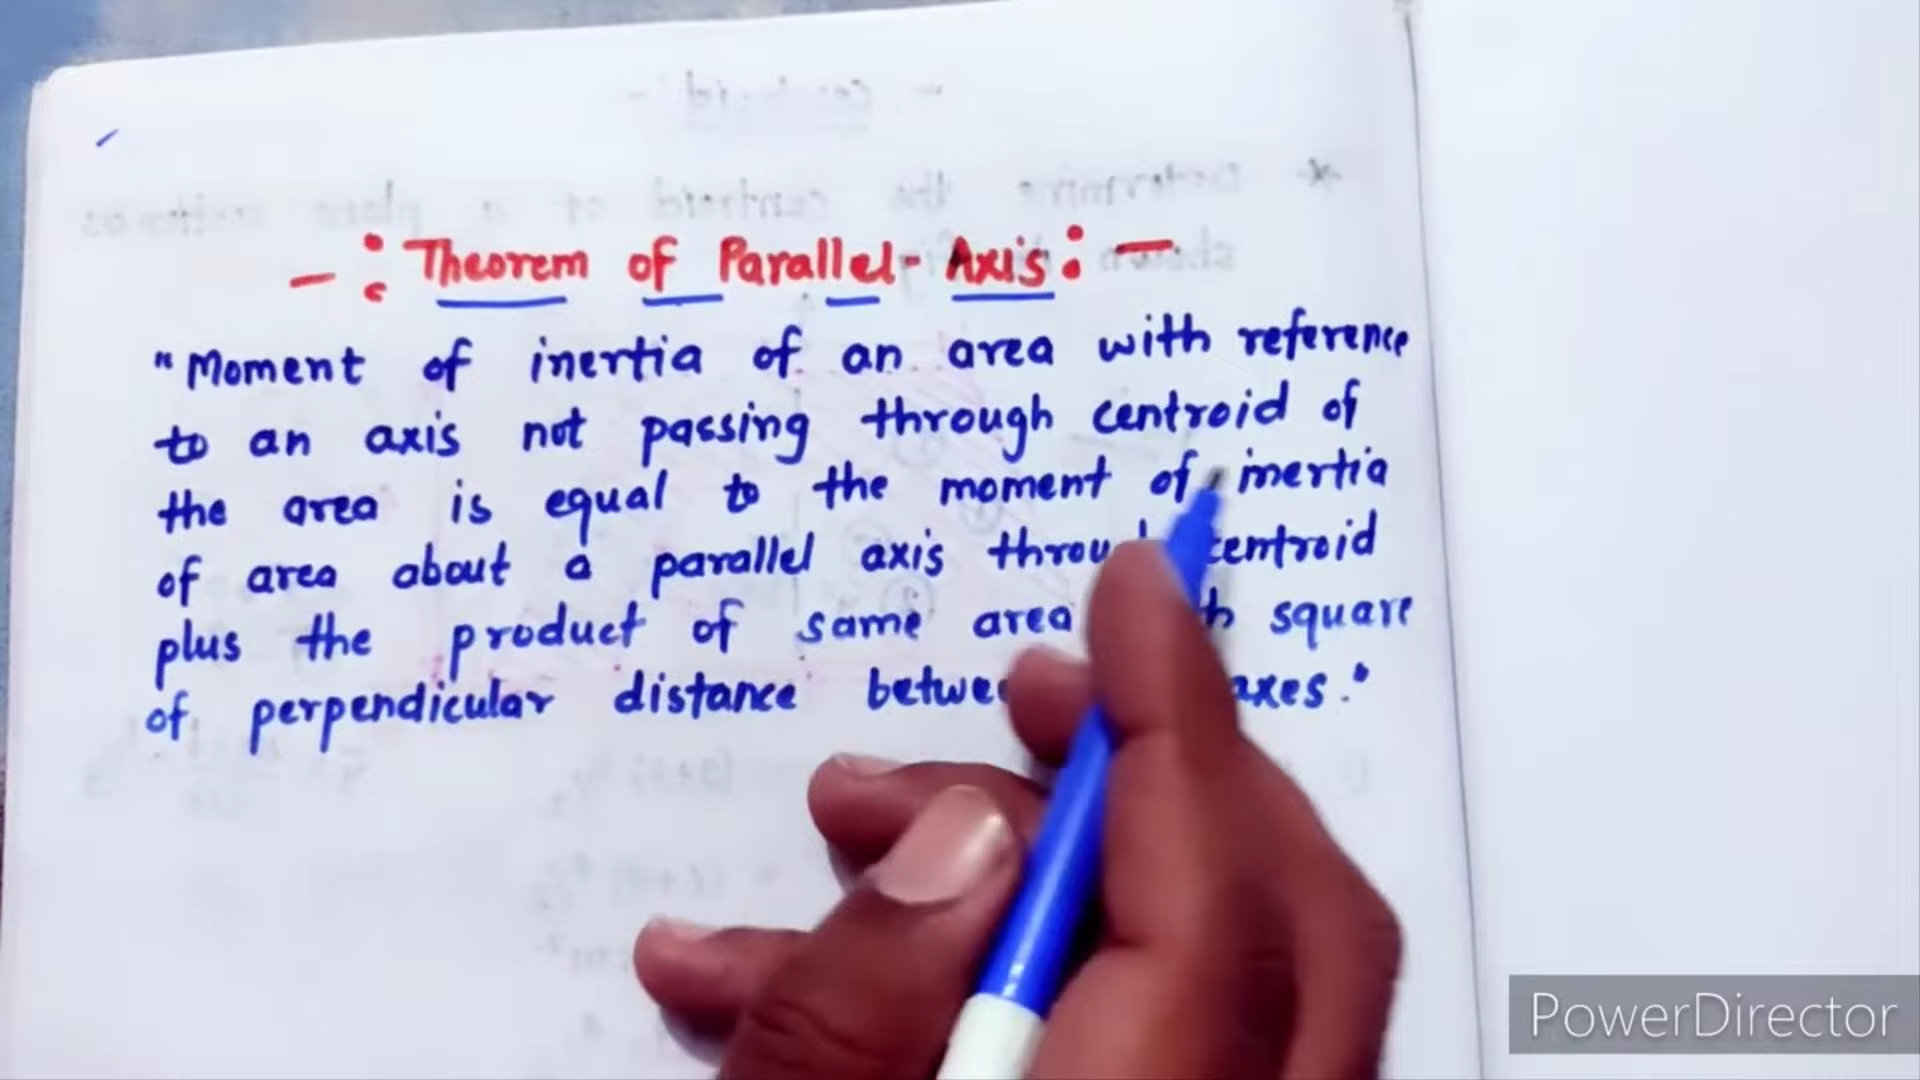 -: Theorem of Parallel-Axis: -
"Moment of inertia of an area with reference
to an axis not passing through centroid of
the area is equal to the moment of inertia
of area about a parallel axis throu centroid
plus the product of same area square
of perpendicular distance betwee axes."
PowerDirector